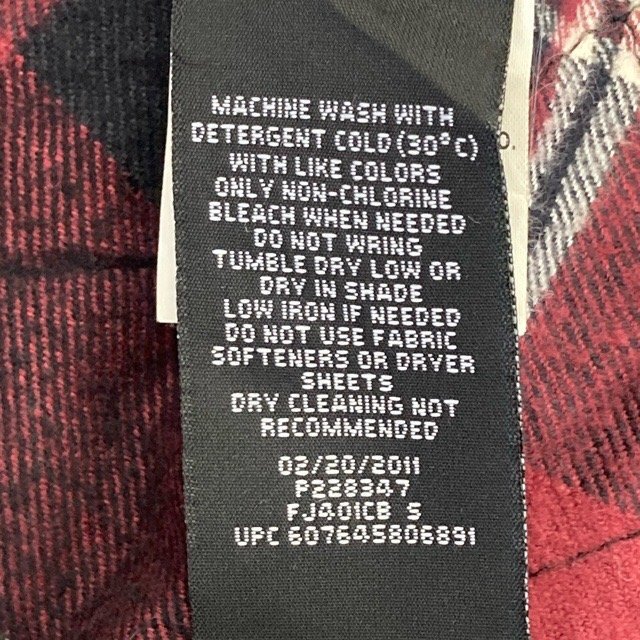 MACHINE WASH WITH
DETERGENT COLD (30°C)
WITH LIKE COLORS
ONLY NON-CHLORINE
BLEACH WHEN NEEDED
DO NOT WRING
TUMBLE DRY LOW OR
DRY IN SHADE
LOW IRON IF NEEDED
DO NOT USE FABRIC
SOFTENERS OR DRYER
SHEETS
DRY CLEANING NOT
RECOMMENDED
02/20/2011
P228347
FJ401CB S
UPC 607645806891